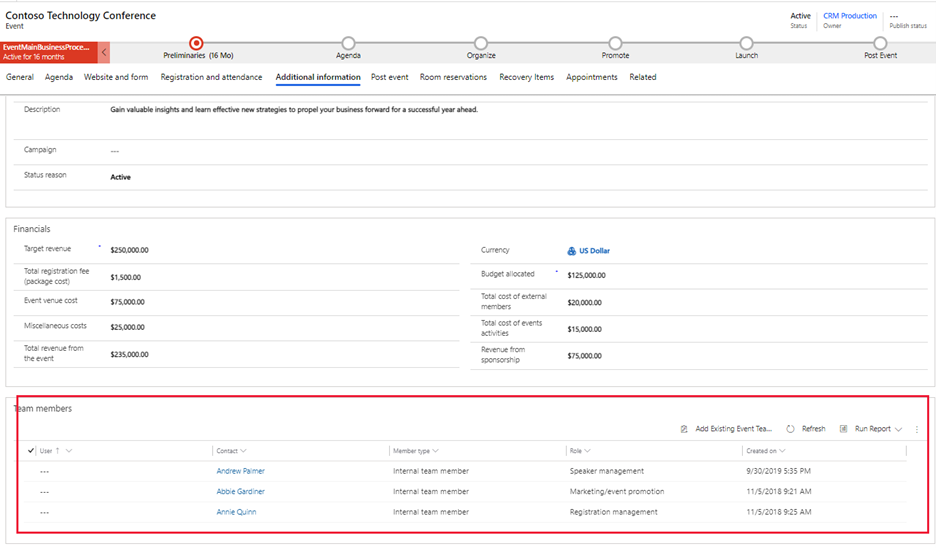 Contoso Technology Conference
Event
Active
Status
CRM Production
Owner
---
Publish status
EventMainBusinessProce...
Active for 16 months
Preliminaries (16 Mo)
Agenda
Organize
Promote
Launch
Post Event
General Agenda Website and form Registration and attendance Additional information Post event Room reservations Recovery Items Appointments Related
Description Gain valuable insights and learn effective new strategies to propel your business forward for a successful year ahead.
Campaign ---
Status reason Active
Financials
Target revenue * $250,000.00
Total registration fee
(package cost) $1,500.00
Event venue cost $75,000.00
Miscellaneous costs $25,000.00
Total revenue from
the event $235,000.00
Currency US Dollar
Budget allocated * $125,000.00
Total cost of external
members $20,000.00
Total cost of events
activities $15,000.00
Revenue from
sponsorship $75,000.00
Team members
Add Existing Event Tea... Refresh Run Report
User ↑ Contact Member type Role Created on
--- Andrew Palmer Internal team member Speaker management 9/30/2019 5:35 PM
--- Abbie Gardiner Internal team member Marketing/event promotion 11/5/2018 9:21 AM
--- Annie Quinn Internal team member Registration management 11/5/2018 9:25 AM